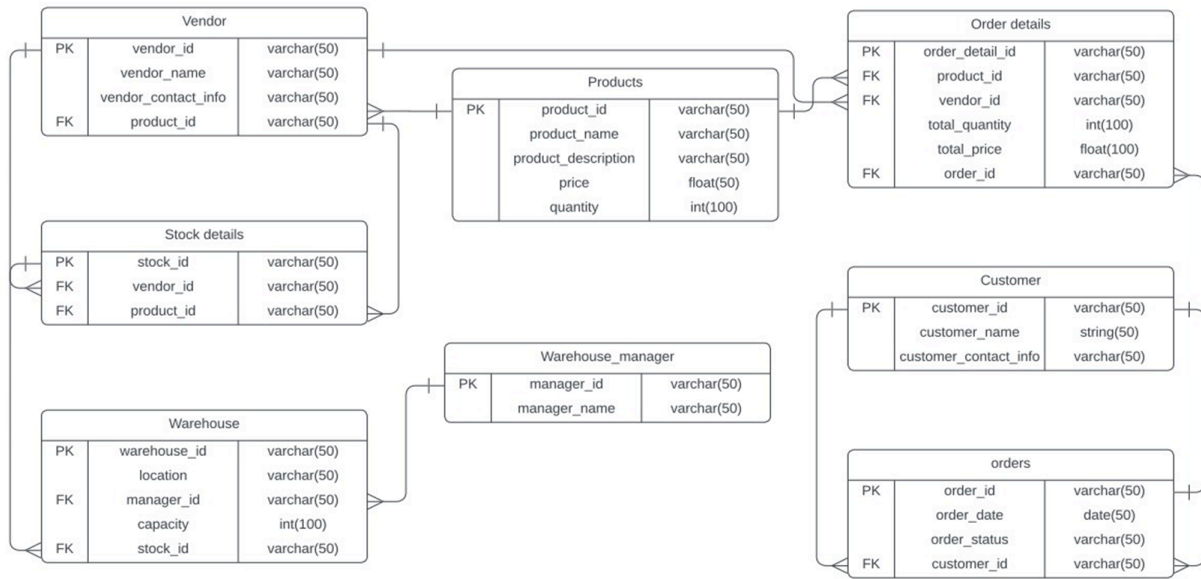 Vendor
PK vendor_id varchar(50)
vendor_name varchar(50)
vendor_contact_info varchar(50)
FK product_id varchar(50)
Products
PK product_id varchar(50)
product_name varchar(50)
product_description varchar(50)
price float(50)
quantity int(100)
Order details
PK order_detail_id varchar(50)
FK product_id varchar(50)
FK vendor_id varchar(50)
total_quantity int(100)
total_price float(100)
FK order_id varchar(50)
Stock details
PK stock_id varchar(50)
FK vendor_id varchar(50)
FK product_id varchar(50)
Customer
PK customer_id varchar(50)
customer_name string(50)
customer_contact_info varchar(50)
Warehouse_manager
PK manager_id varchar(50)
manager_name varchar(50)
Warehouse
PK warehouse_id varchar(50)
location varchar(50)
FK manager_id varchar(50)
capacity int(100)
FK stock_id varchar(50)
orders
PK order_id varchar(50)
order_date date(50)
order_status varchar(50)
FK customer_id varchar(50)